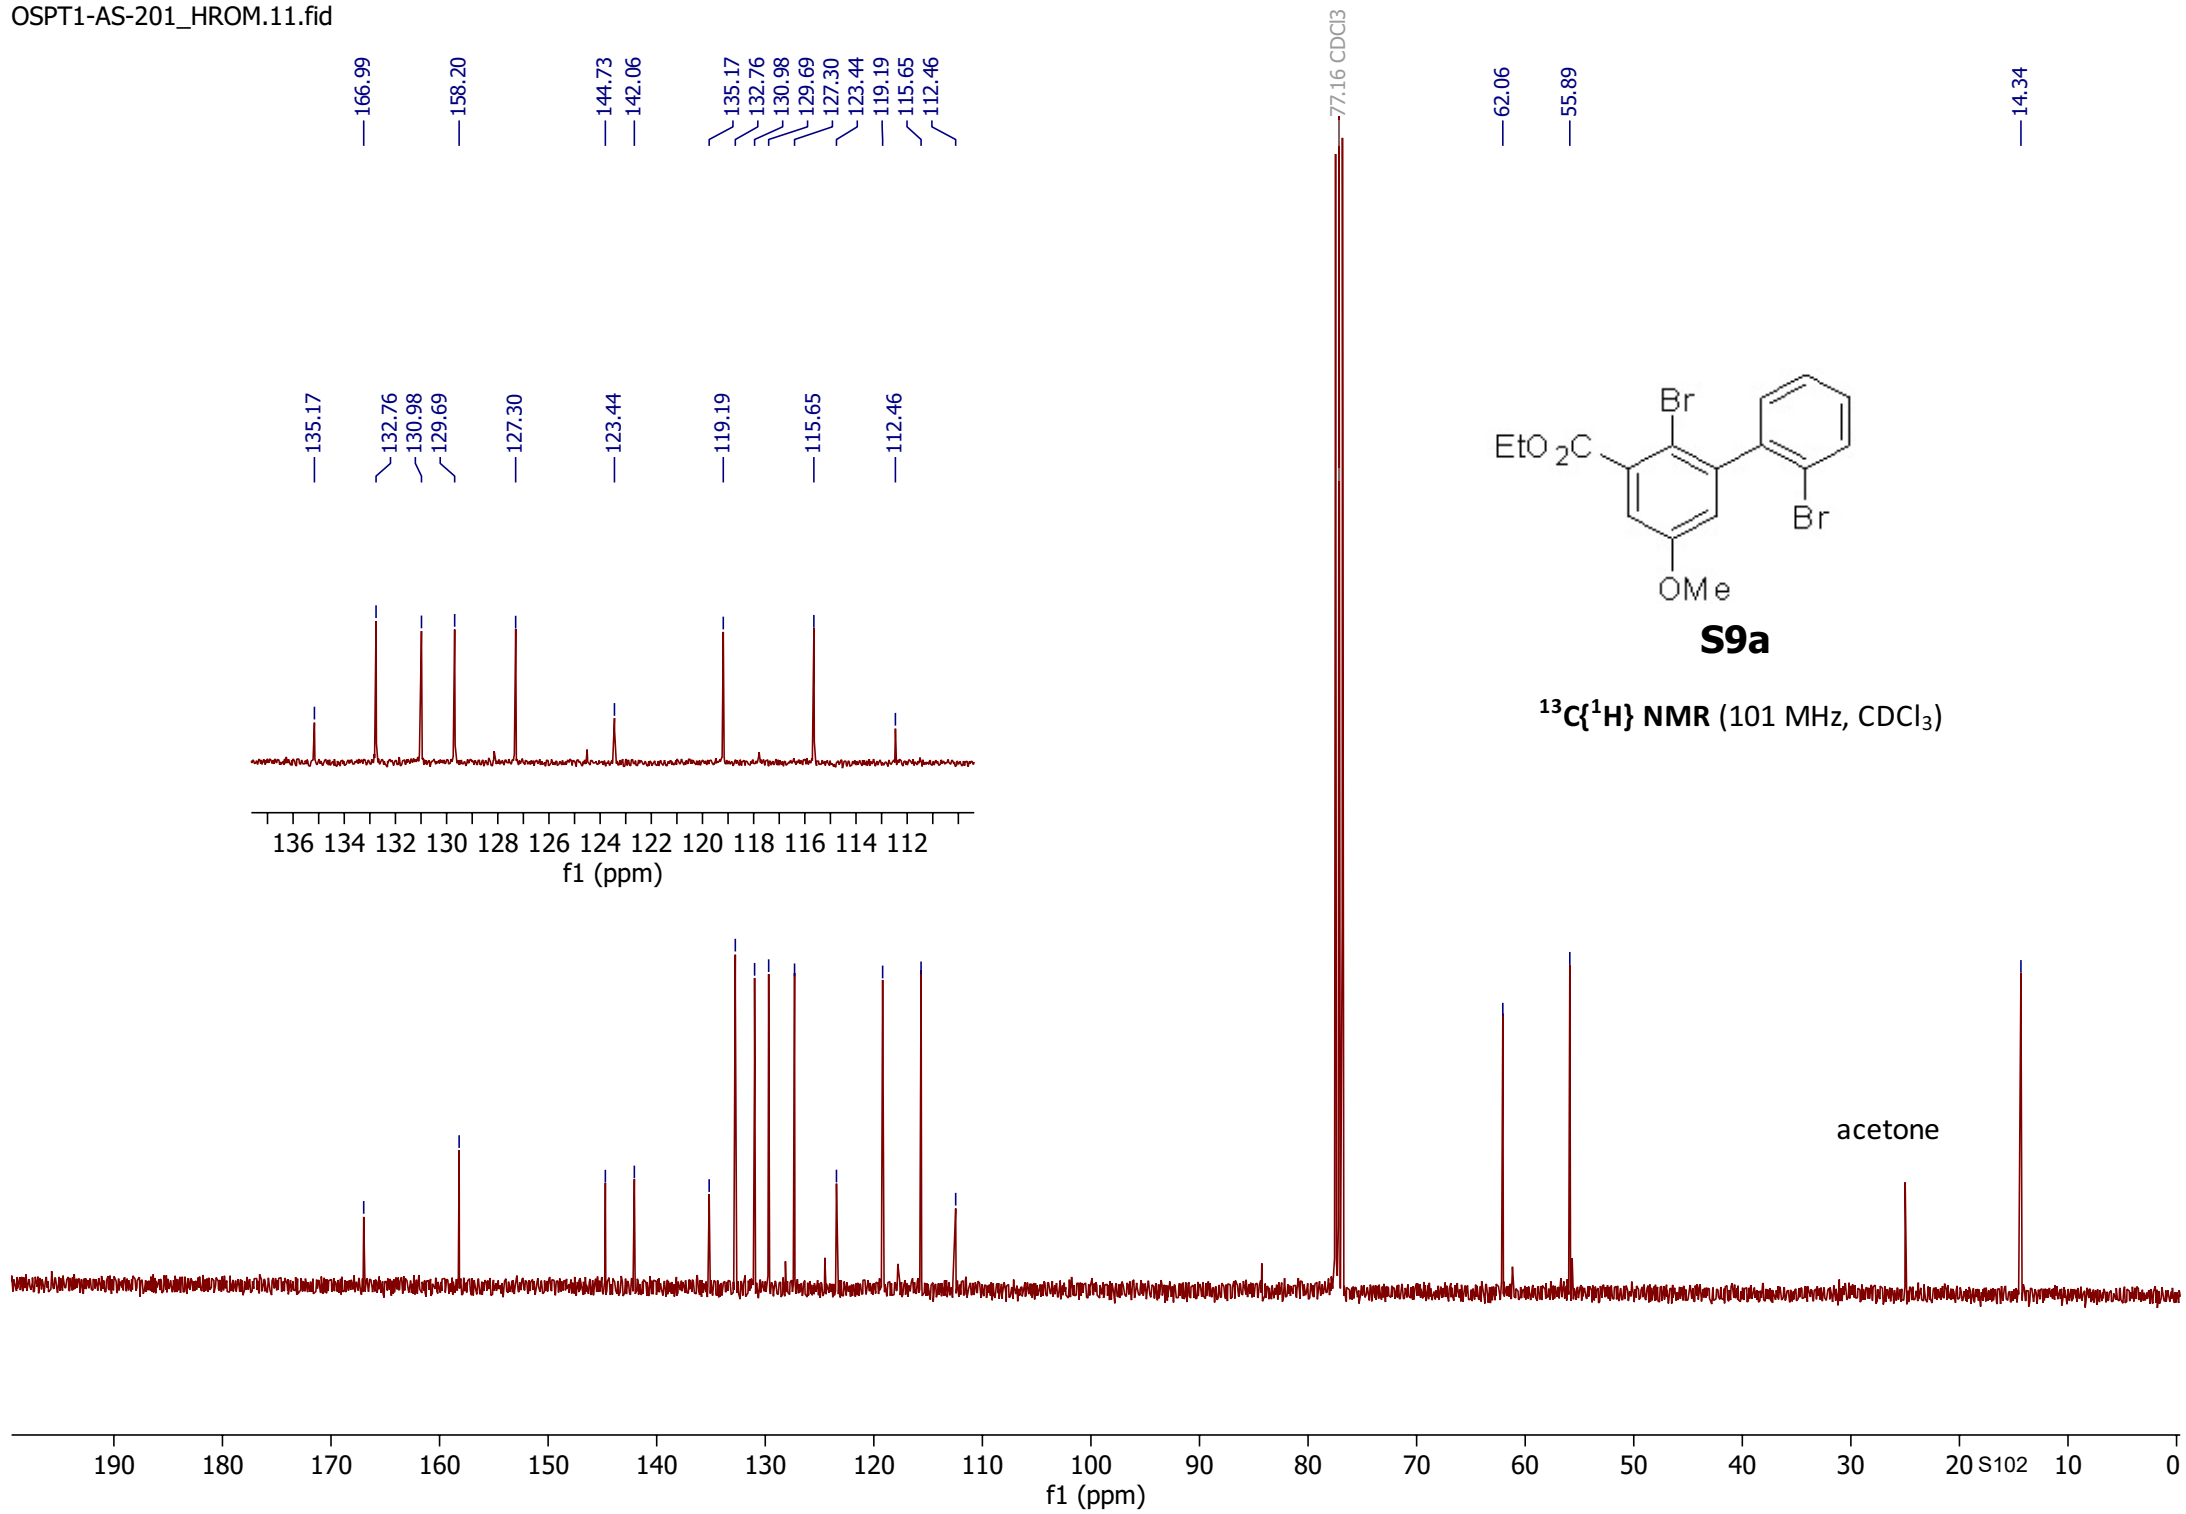 OSPT1-AS-201_HROM.11.fid
166.99
158.20
144.73
142.06
135.17
132.76
130.98
129.69
127.30
123.44
119.19
115.65
112.46
77.16 CDCl3
62.06
55.89
14.34
135.17
132.76
130.98
129.69
127.30
123.44
119.19
115.65
112.46
136 134 132 130 128 126 124 122 120 118 116 114 112
f1 (ppm)
Br
EtO2C
Br
OMe
S9a
¹³C{¹H} NMR (101 MHz, CDCl₃)
acetone
190 180 170 160 150 140 130 120 110 100 90 80 70 60 50 40 30 20 S102 10 0
f1 (ppm)